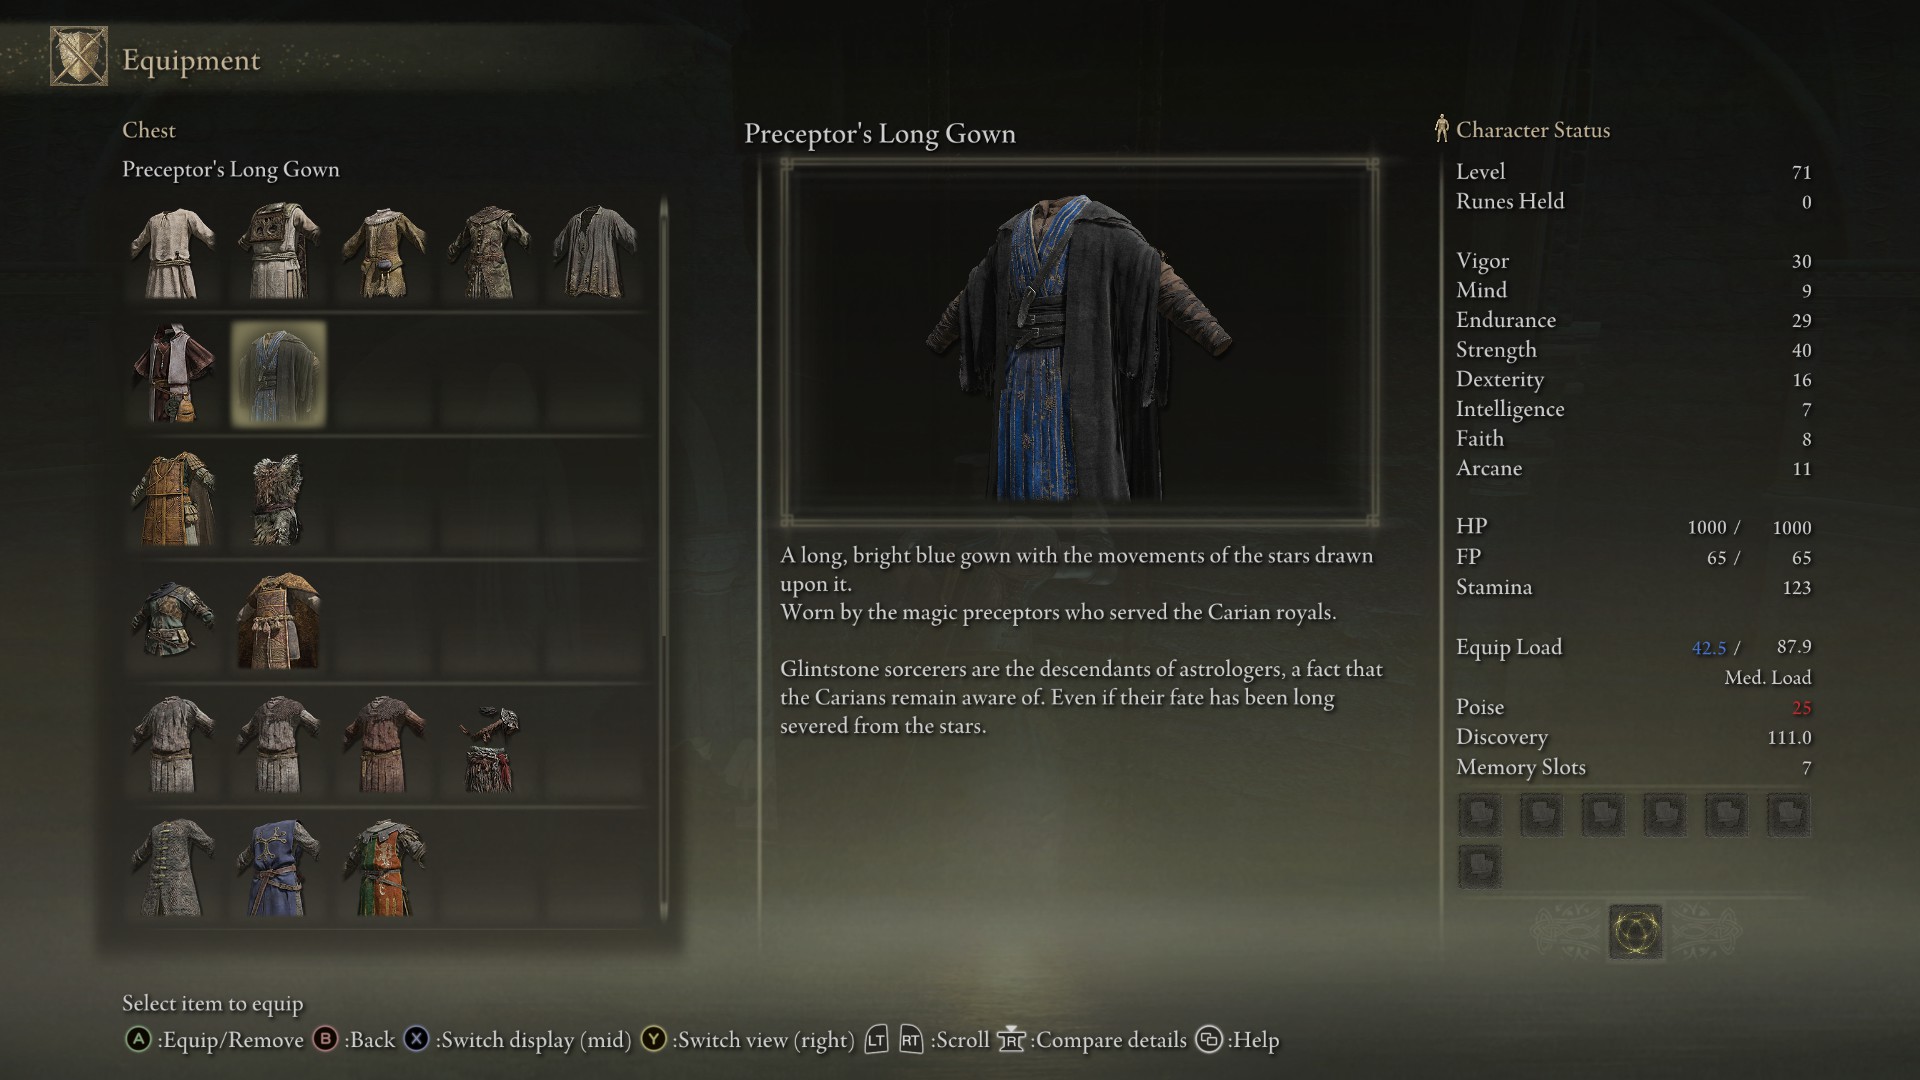 Equipment
Chest
Preceptor's Long Gown
Preceptor's Long Gown
A long, bright blue gown with the movements of the stars drawn
upon it.
Worn by the magic preceptors who served the Carian royals.
Glintstone sorcerers are the descendants of astrologers, a fact that
the Carians remain aware of. Even if their fate has been long
severed from the stars.
Character Status
Level 71
Runes Held 0
Vigor 30
Mind 9
Endurance 29
Strength 40
Dexterity 16
Intelligence 7
Faith 8
Arcane 11
HP 1000 / 1000
FP 65 / 65
Stamina 123
Equip Load 42.5 / 87.9
Med. Load
Poise 25
Discovery 111.0
Memory Slots 7
Select item to equip
A :Equip/Remove B :Back X :Switch display (mid) Y :Switch view (right) LT RT :Scroll R :Compare details :Help